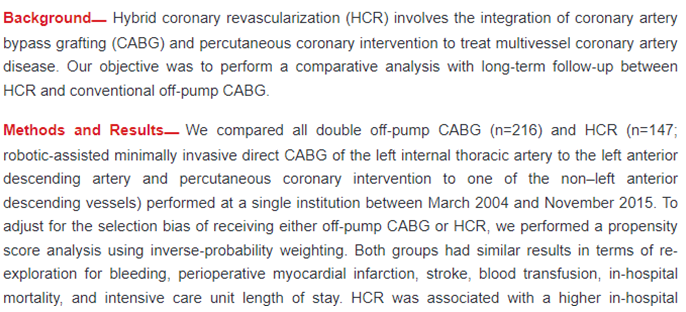 Background— Hybrid coronary revascularization (HCR) involves the integration of coronary artery
bypass grafting (CABG) and percutaneous coronary intervention to treat multivessel coronary artery
disease. Our objective was to perform a comparative analysis with long-term follow-up between
HCR and conventional off-pump CABG.
Methods and Results— We compared all double off-pump CABG (n=216) and HCR (n=147;
robotic-assisted minimally invasive direct CABG of the left internal thoracic artery to the left anterior
descending artery and percutaneous coronary intervention to one of the non–left anterior
descending vessels) performed at a single institution between March 2004 and November 2015. To
adjust for the selection bias of receiving either off-pump CABG or HCR, we performed a propensity
score analysis using inverse-probability weighting. Both groups had similar results in terms of re-
exploration for bleeding, perioperative myocardial infarction, stroke, blood transfusion, in-hospital
mortality, and intensive care unit length of stay. HCR was associated with a higher in-hospital